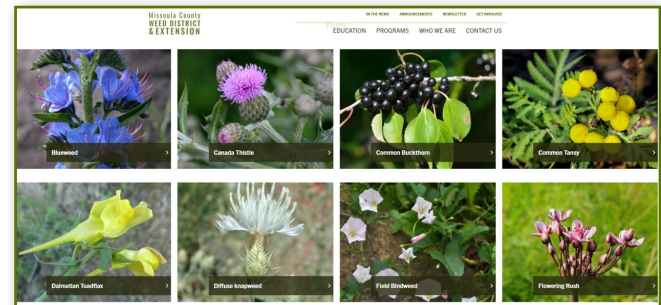 Missoula County
WEED DISTRICT
& EXTENSION
IN THE NEWS ANNOUNCEMENTS NEWSLETTER GET INVOLVED
EDUCATION PROGRAMS WHO WE ARE CONTACT US
Blueweed > Canada Thistle > Common Buckthorn > Common Tansy >
Dalmatian Toadflax > Diffuse knapweed > Field Bindweed > Flowering Rush >